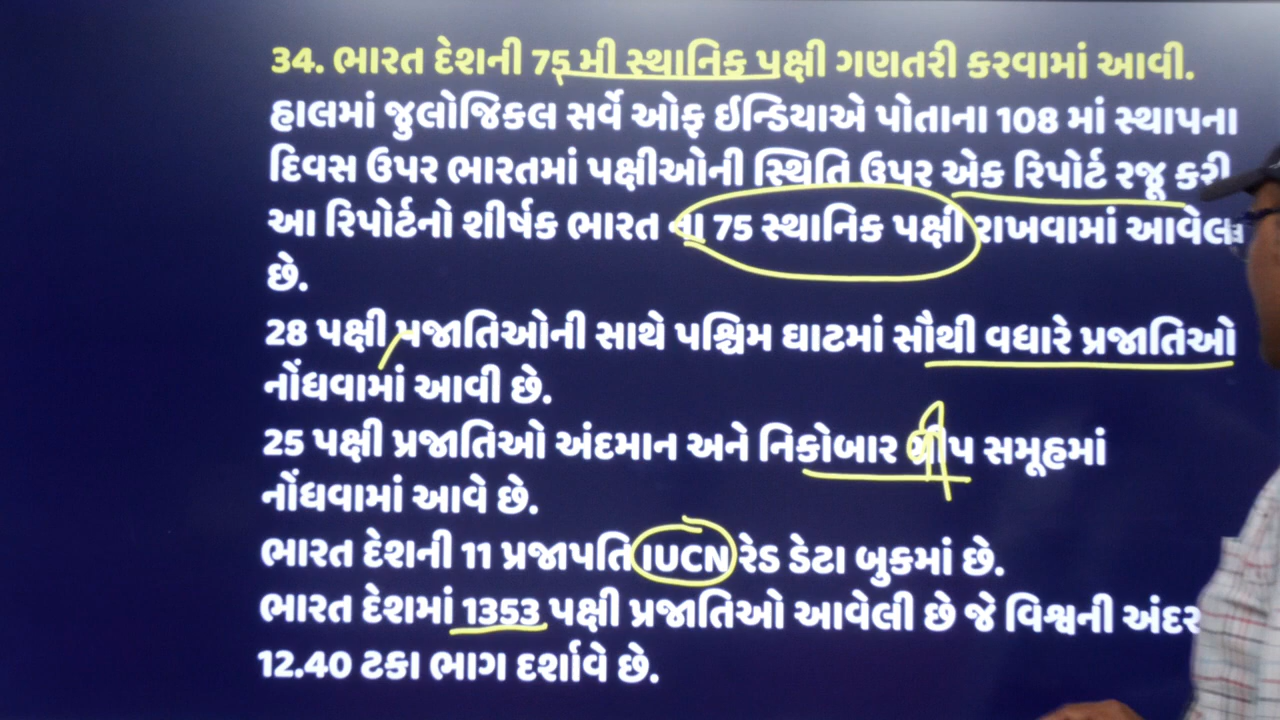 34. ભારત દેશની 75 મી સ્થાનિક પક્ષી ગણતરી કરવામાં આવી.
હાલમાં જુલોજિકલ સર્વે ઓફ ઈન્ડિયાએ પોતાના 108 માં સ્થાપના
દિવસ ઉપર ભારતમાં પક્ષીઓની સ્થિતિ ઉપર એક રિપોર્ટ રજૂ કરી
આ રિપોર્ટનો શીર્ષક ભારત ના 75 સ્થાનિક પક્ષી રાખવામાં આવેલ
છે.
28 પક્ષી પ્રજાતિઓની સાથે પશ્ચિમ ઘાટમાં સૌથી વધારે પ્રજાતિઓ
નોંધવામાં આવી છે.
25 પક્ષી પ્રજાતિઓ અંદમાન અને નિકોબાર સમૂહમાં
નોંધવામાં આવે છે.
ભારત દેશની 11 પ્રજાપતિ IUCN રેડ ડેટા બુકમાં છે.
ભારત દેશમાં 1353 પક્ષી પ્રજાતિઓ આવેલી છે જે વિશ્વની અંદર
12.40 ટકા ભાગ દર્શાવે છે.